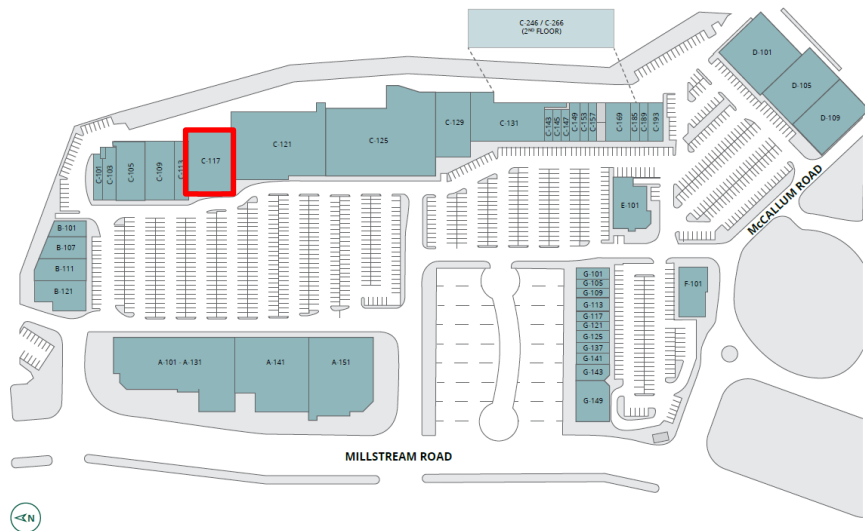 C-246 / C-266
(2ND FLOOR)
D-101
D-105
D-109
C-101
C-103
C-105
C-109
C-113
C-117
C-121
C-125
C-129
C-131
C-143
C-145
C-147
C-149
C-153
C-157
C-169
C-185
C-189
C-193
McCALLUM ROAD
E-101
B-101
B-107
B-111
B-121
F-101
G-101
G-105
G-109
G-113
G-117
G-121
G-125
G-137
G-141
G-143
G-149
A-101 - A-131
A-141
A-151
MILLSTREAM ROAD
N